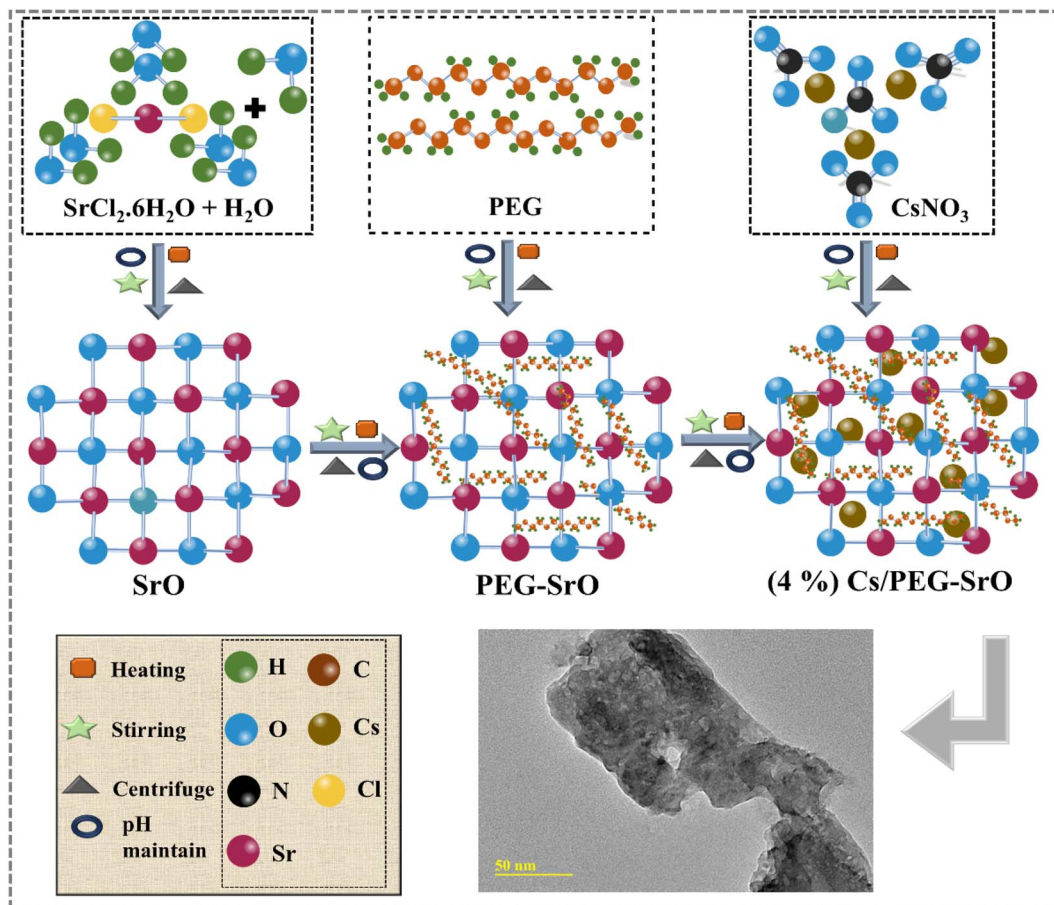 SrCl₂.6H₂O + H₂O
PEG
CsNO₃
SrO
PEG-SrO
(4 %) Cs/PEG-SrO
Heating
Stirring
Centrifuge
pH
maintain
H
C
O
Cs
N
Cl
Sr
50 nm